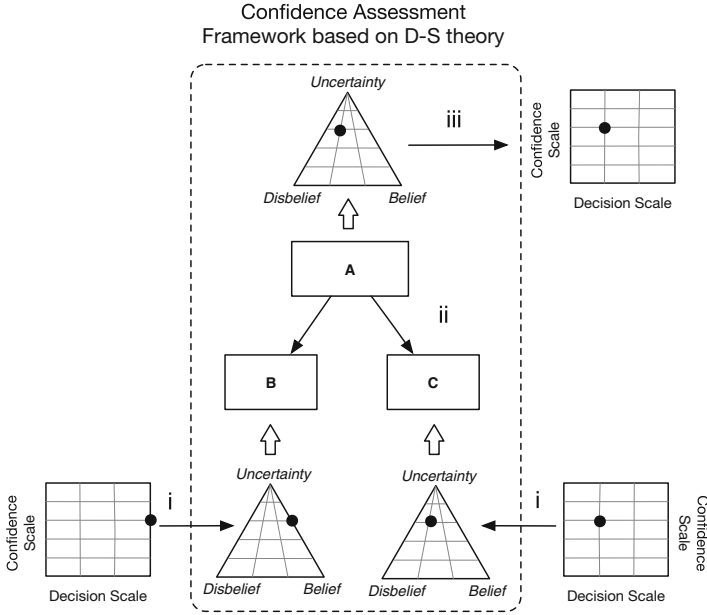 Confidence Assessment
Framework based on D-S theory
Uncertainty
iii
Confidence
Scale
Disbelief
Belief
Decision Scale
A
ii
B
C
Uncertainty
Uncertainty
i
i
Confidence
Scale
Confidence
Scale
Decision Scale
Disbelief
Belief
Disbelief
Belief
Decision Scale